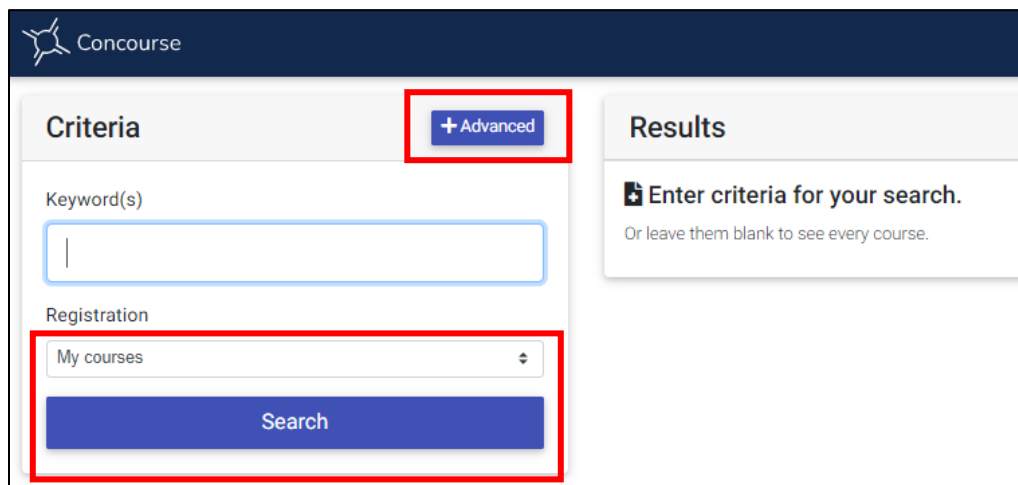 Concourse
Criteria
+ Advanced
Keyword(s)
Registration
My courses
Search
Results
Enter criteria for your search.
Or leave them blank to see every course.